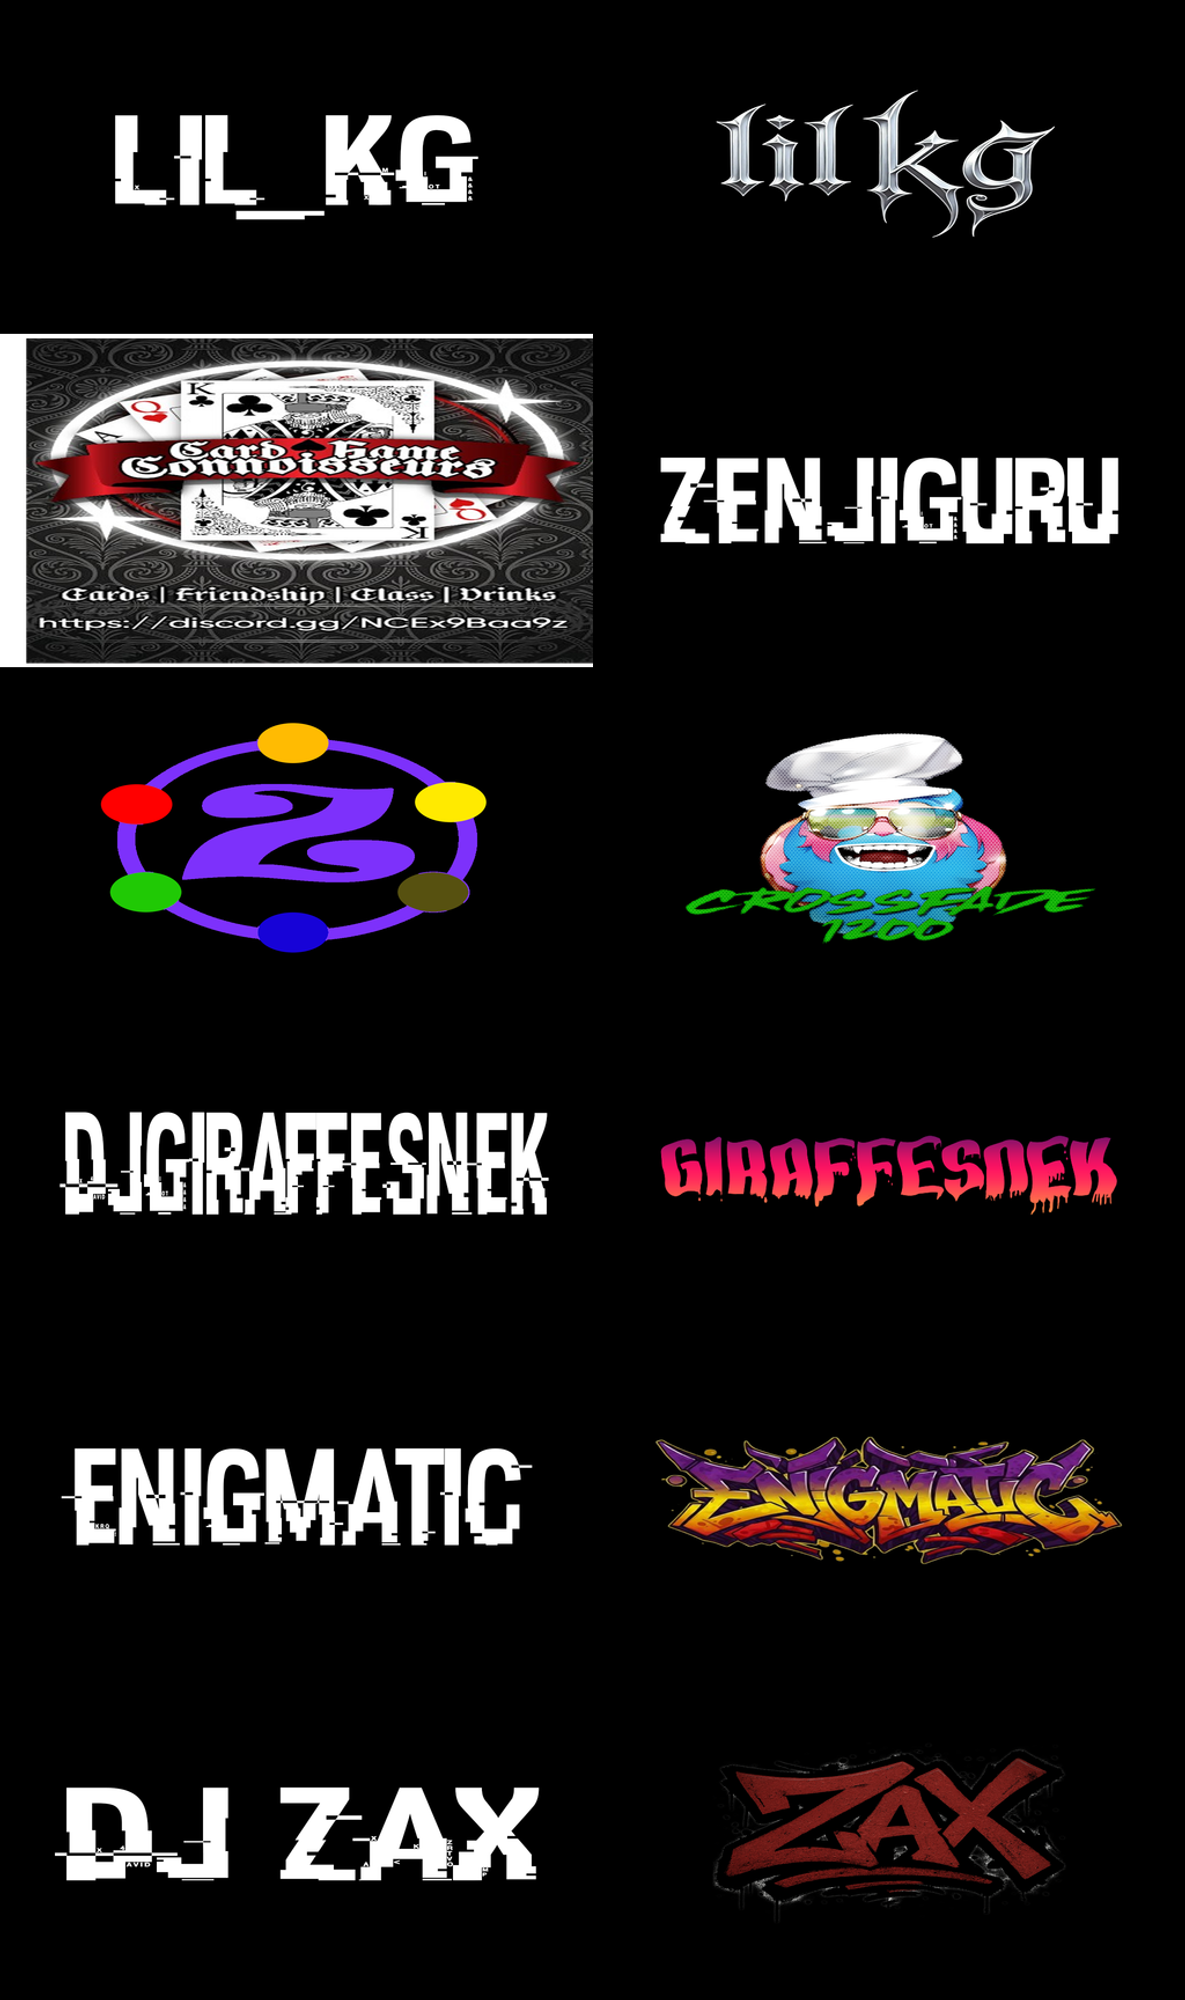 LIL_KG
lil kg
K
Q
A
Card Game
Connoisseurs
Q
K
Cards | Friendship | Class | Drinks
https://discord.gg/NCEx9Baa9z
ZENJIGURU
Z
CROSSFADE
1200
DJGIRAFFESNEK
GIRAFFESNEK
ENIGMATIC
ENIGMATIC
DJ ZAX
AVID
ZAX